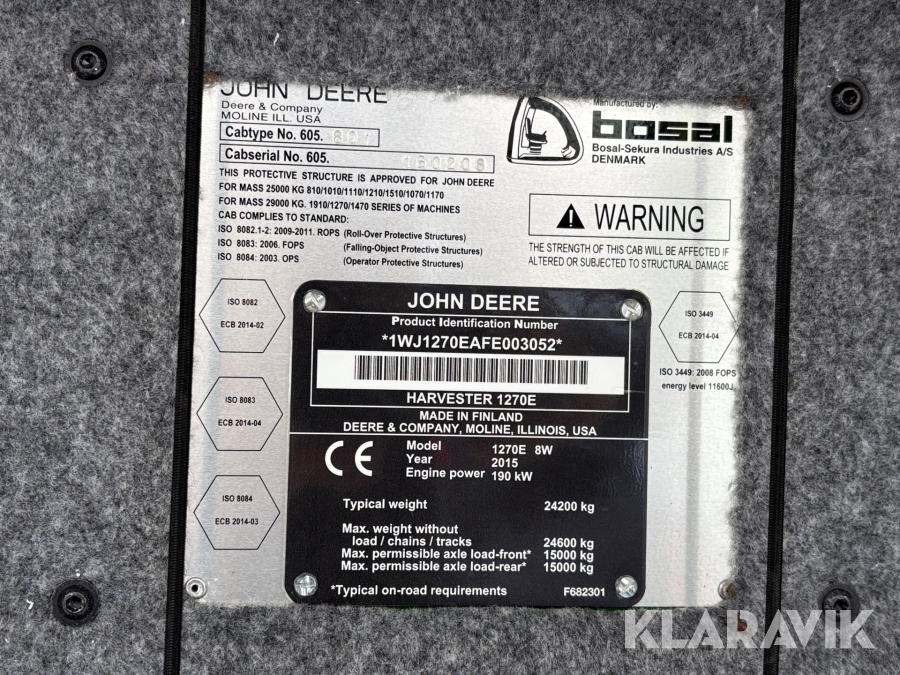 JOHN DEERE
Deere & Company
MOLINE ILL. USA
Cabtype No. 605.
Cabserial No. 605. 180208
THIS PROTECTIVE STRUCTURE IS APPROVED FOR JOHN DEERE
FOR MASS 25000 KG 810/1010/1110/1210/1510/1070/1170
FOR MASS 29000 KG. 1910/1270/1470 SERIES OF MACHINES
CAB COMPLIES TO STANDARD:
ISO 8082.1-2: 2009-2011. ROPS (Roll-Over Protective Structures)
ISO 8083: 2006. FOPS (Falling-Object Protective Structures)
ISO 8084: 2003. OPS (Operator Protective Structures)
Manufactured by:
bosal
Bosal-Sekura Industries A/S
DENMARK
WARNING
THE STRENGTH OF THIS CAB WILL BE AFFECTED IF
ALTERED OR SUBJECTED TO STRUCTURAL DAMAGE
ISO 8082
ECB 2014-02
ISO 8083
ECB 2014-04
ISO 8084
ECB 2014-03
ISO 3449
ECB 2014-04
ISO 3449: 2008 FOPS
energy level 11600J
JOHN DEERE
Product Identification Number
*1WJ1270EAFE003052*
HARVESTER 1270E
MADE IN FINLAND
DEERE & COMPANY, MOLINE, ILLINOIS, USA
CE
Model 1270E 8W
Year 2015
Engine power 190 kW
Typical weight 24200 kg
Max. weight without
load / chains / tracks 24600 kg
Max. permissible axle load-front* 15000 kg
Max. permissible axle load-rear* 15000 kg
*Typical on-road requirements F682301
KLARAVIK